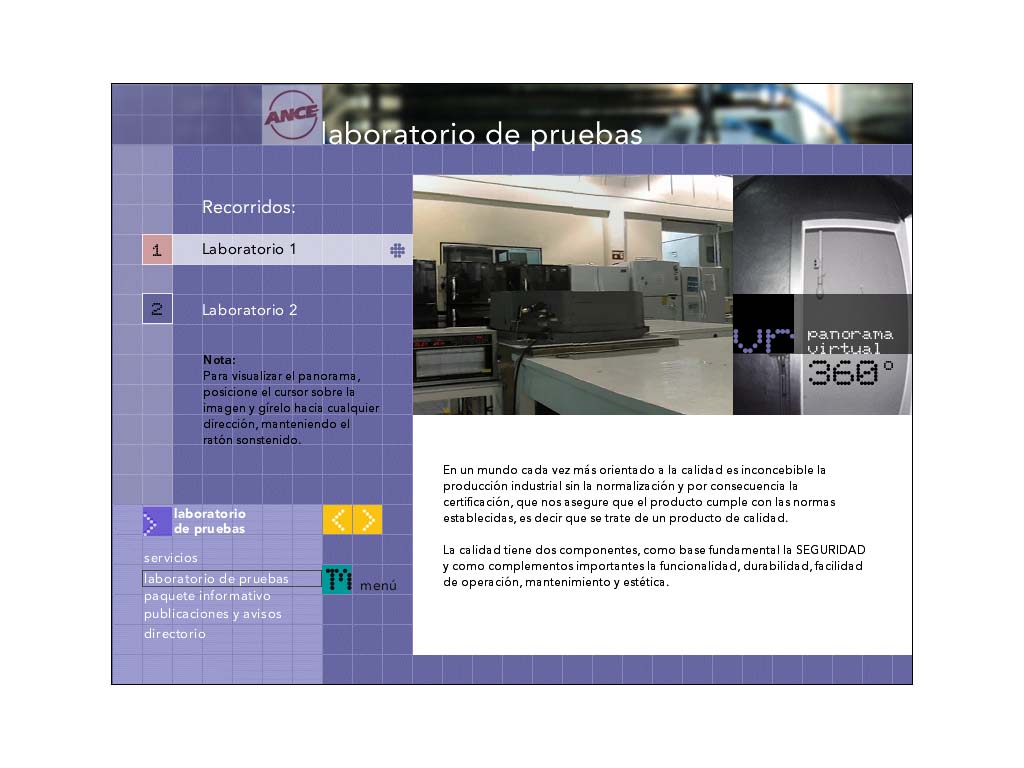 ANCE
laboratorio de pruebas
Recorridos:
1 Laboratorio 1
2 Laboratorio 2
Nota:
Para visualizar el panorama,
posicione el cursor sobre la
imagen y gírelo hacia cualquier
dirección, manteniendo el
ratón sonstenido.
vr panorama
virtual
360°
En un mundo cada vez más orientado a la calidad es inconcebible la
producción industrial sin la normalización y por consecuencia la
certificación, que nos asegure que el producto cumple con las normas
establecidas, es decir que se trate de un producto de calidad.
La calidad tiene dos componentes, como base fundamental la SEGURIDAD
y como complementos importantes la funcionalidad, durabilidad, facilidad
de operación, mantenimiento y estética.
laboratorio
de pruebas
servicios
laboratorio de pruebas
paquete informativo
publicaciones y avisos
directorio
m menú